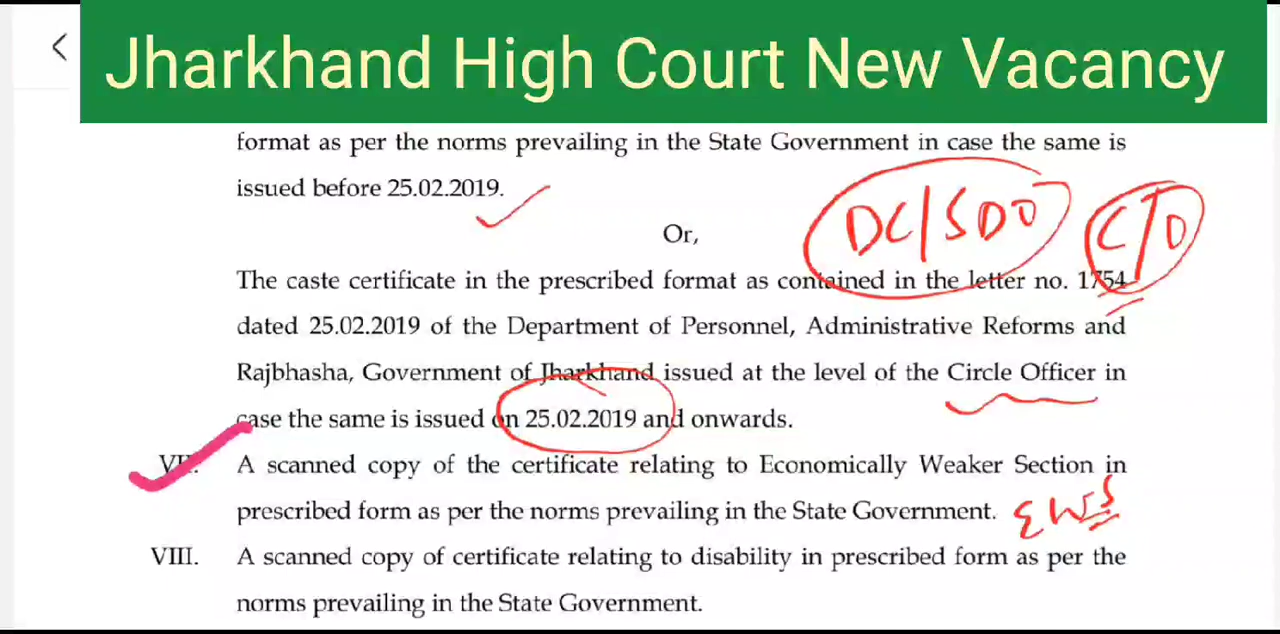 Jharkhand High Court New Vacancy
format as per the norms prevailing in the State Government in case the same is
issued before 25.02.2019.
DC/SDO C/O
Or,
The caste certificate in the prescribed format as contained in the letter no. 1754
dated 25.02.2019 of the Department of Personnel, Administrative Reforms and
Rajbhasha, Government of Jharkhand issued at the level of the Circle Officer in
case the same is issued on 25.02.2019 and onwards.
VII. A scanned copy of the certificate relating to Economically Weaker Section in
prescribed form as per the norms prevailing in the State Government. EWS
VIII. A scanned copy of certificate relating to disability in prescribed form as per the
norms prevailing in the State Government.